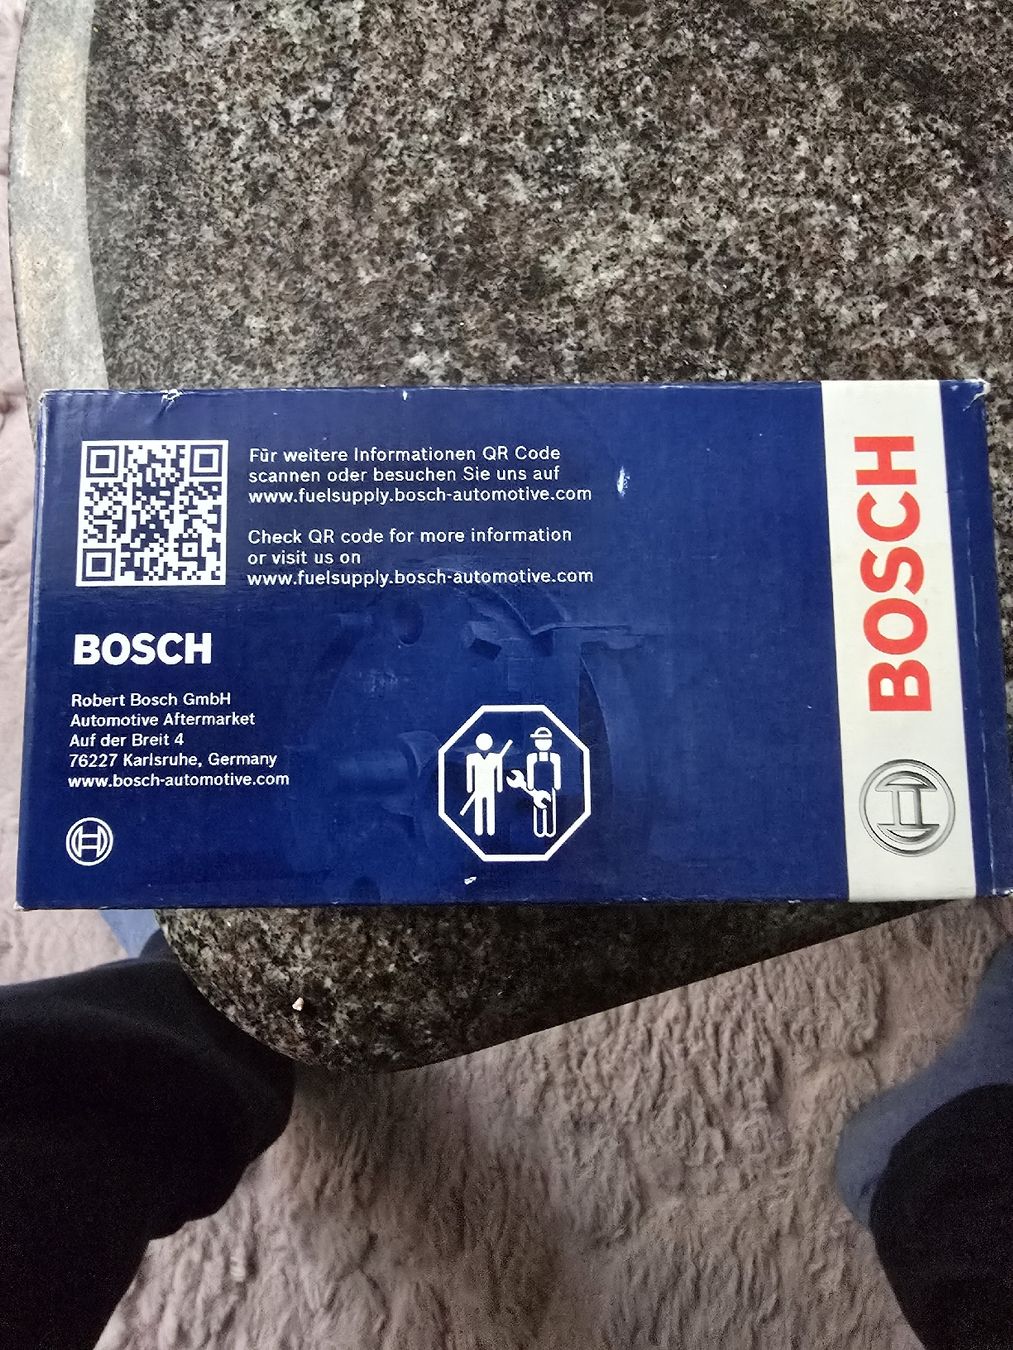 Für weitere Informationen QR Code
scannen oder besuchen Sie uns auf
www.fuelsupply.bosch-automotive.com
Check QR code for more information
or visit us on
www.fuelsupply.bosch-automotive.com
BOSCH
Robert Bosch GmbH
Automotive Aftermarket
Auf der Breit 4
76227 Karlsruhe, Germany
www.bosch-automotive.com
BOSCH